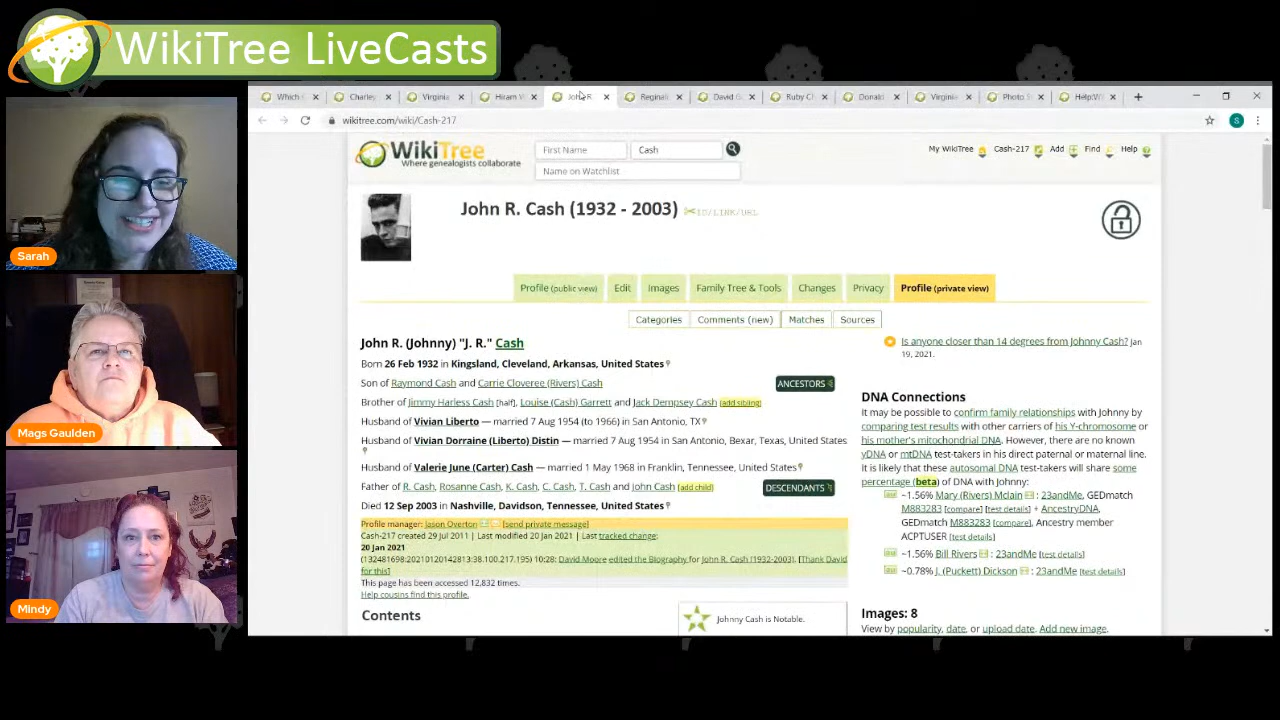 WikiTree LiveCasts
Which
Charley
Virginia
Hiram W
John R.
Reginal
David G
Ruby C
Donald
Virginia
Photo S
Help:W
wikitree.com/wiki/Cash-217
S
WikiTree
Where genealogists collaborate
First Name
Cash
Name on Watchlist
My WikiTree
Cash-217
Add
Find
Help
John R. Cash (1932 - 2003)
ID/LINK/URL
Profile (public view)
Edit
Images
Family Tree & Tools
Changes
Privacy
Profile (private view)
Categories
Comments (new)
Matches
Sources
John R. (Johnny) "J. R." Cash
Born 26 Feb 1932 in Kingsland, Cleveland, Arkansas, United States
Son of Raymond Cash and Carrie Cloveree (Rivers) Cash
ANCESTORS
Brother of Jimmy Harless Cash [half], Louise (Cash) Garrett and Jack Dempsey Cash [add sibling]
Husband of Vivian Liberto — married 7 Aug 1954 (to 1966) in San Antonio, TX
Husband of Vivian Dorraine (Liberto) Distin — married 7 Aug 1954 in San Antonio, Bexar, Texas, United States
Husband of Valerie June (Carter) Cash — married 1 May 1968 in Franklin, Tennessee, United States
Father of R. Cash, Rosanne Cash, K. Cash, C. Cash, T. Cash and John Cash [add child]
DESCENDANTS
Died 12 Sep 2003 in Nashville, Davidson, Tennessee, United States
Profile manager: Jason Overton [send private message]
Cash-217 created 29 Jul 2011 | Last modified 20 Jan 2021 | Last tracked change:
20 Jan 2021
10:28: David Moore edited the Biography for John R. Cash (1932-2003). [Thank David
for this]
This page has been accessed 12,832 times.
Help cousins find this profile.
Contents
Johnny Cash is Notable.
Is anyone closer than 14 degrees from Johnny Cash? Jan
19, 2021.
DNA Connections
It may be possible to confirm family relationships with Johnny by
comparing test results with other carriers of his Y-chromosome or
his mother's mitochondrial DNA. However, there are no known
yDNA or mtDNA test-takers in his direct paternal or maternal line.
It is likely that these autosomal DNA test-takers will share some
percentage (beta) of DNA with Johnny:
~1.56% Mary (Rivers) Mclain : 23andMe, GEDmatch
M883283 [compare] [test details] + AncestryDNA,
GEDmatch M883283 [compare], Ancestry member
ACPTUSER [test details]
~1.56% Bill Rivers : 23andMe [test details]
~0.78% J. (Puckett) Dickson : 23andMe [test details]
Images: 8
View by popularity, date, or upload date. Add new image.
Sarah
Mags Gaulden
Mindy